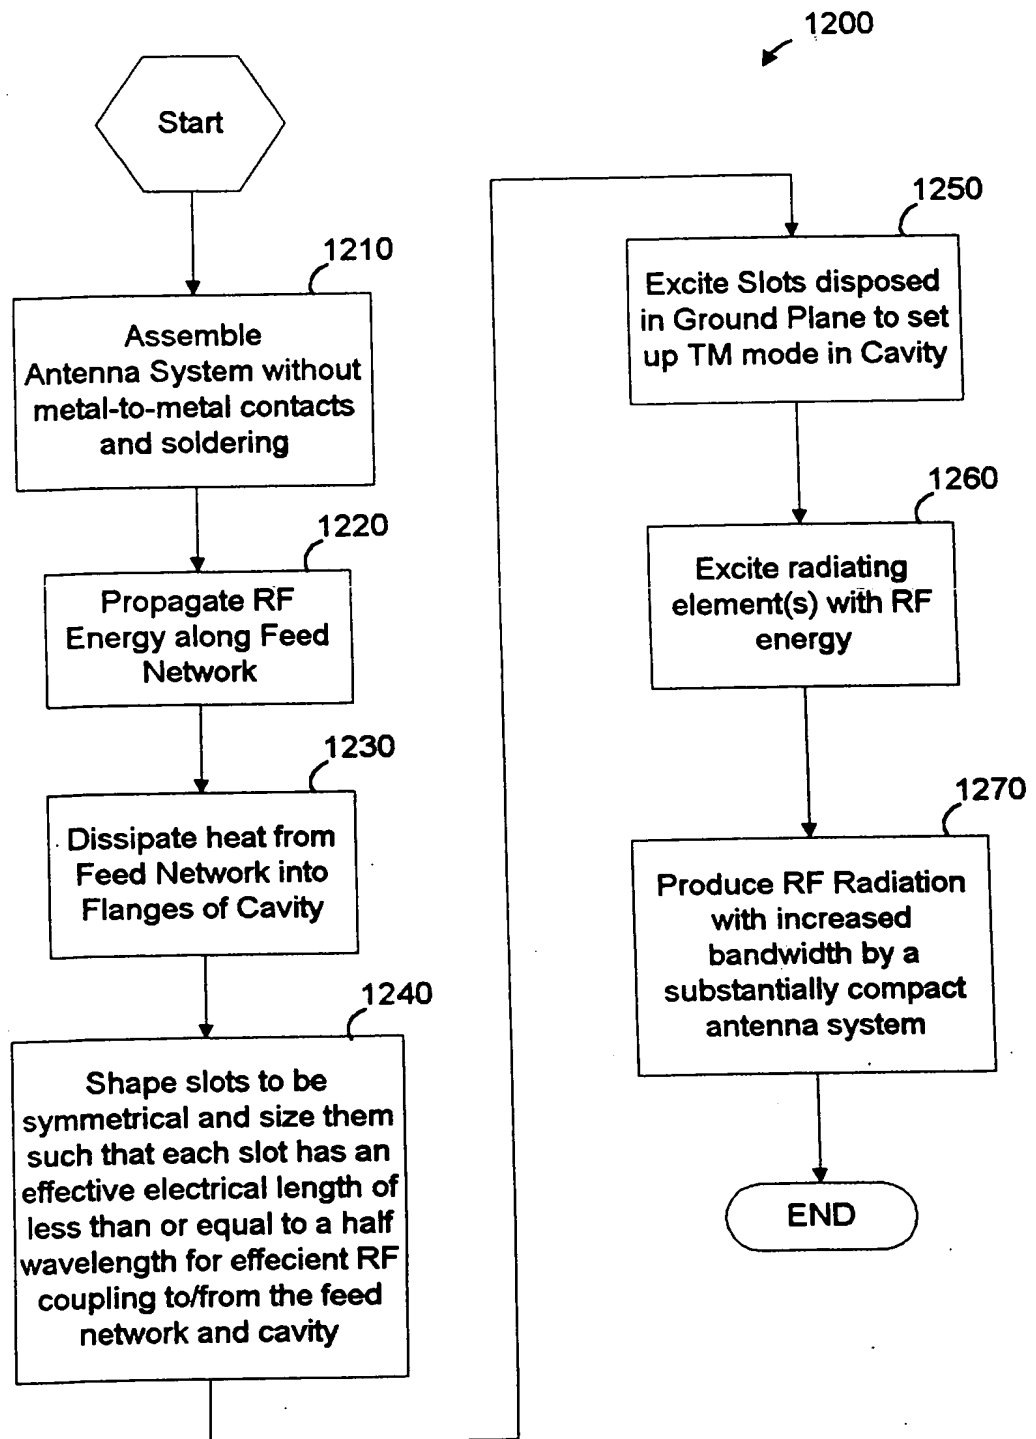 1200
Start
1210
Assemble
Antenna System without
metal-to-metal contacts
and soldering
1220
Propagate RF
Energy along Feed
Network
1230
Dissipate heat from
Feed Network into
Flanges of Cavity
1240
Shape slots to be
symmetrical and size them
such that each slot has an
effective electrical length of
less than or equal to a half
wavelength for effecient RF
coupling to/from the feed
network and cavity
1250
Excite Slots disposed
in Ground Plane to set
up TM mode in Cavity
1260
Excite radiating
element(s) with RF
energy
1270
Produce RF Radiation
with increased
bandwidth by a
substantially compact
antenna system
END